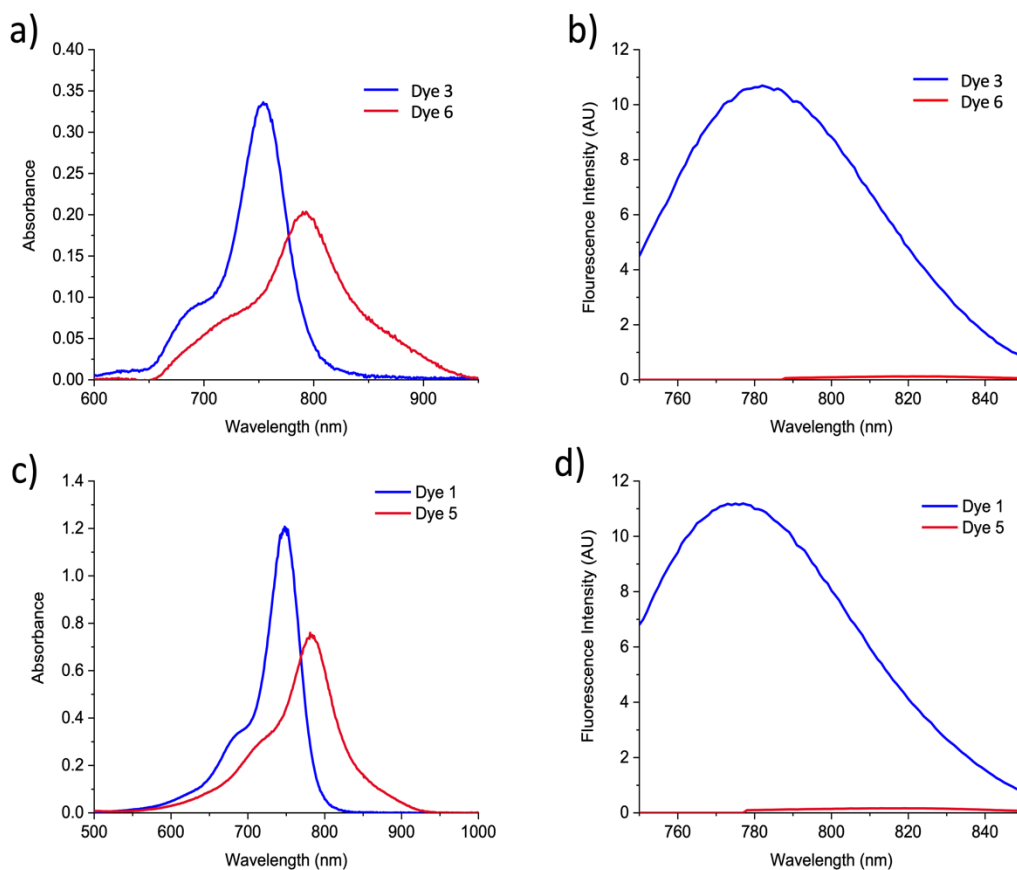 a)
0.40
0.35
0.30
0.25
0.20
0.15
0.10
0.05
0.00
Absorbance
Dye 3
Dye 6
600 700 800 900
Wavelength (nm)
b)
12
10
8
6
4
2
0
Flourescence Intensity (AU)
Dye 3
Dye 6
760 780 800 820 840
Wavelength (nm)
c)
1.4
1.2
1.0
0.8
0.6
0.4
0.2
0.0
Absorbance
Dye 1
Dye 5
500 600 700 800 900 1000
Wavelength (nm)
d)
12
10
8
6
4
2
0
Fluorescence Intensity (AU)
Dye 1
Dye 5
760 780 800 820 840
Wavelength (nm)